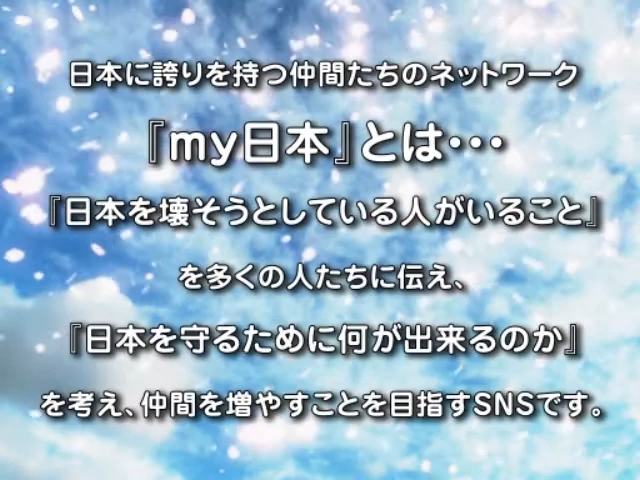 日本に誇りを持つ仲間たちのネットワーク
『my日本』とは・・・
『日本を壊そうとしている人がいること』
を多くの人たちに伝え、
『日本を守るために何が出来るのか』
を考え、仲間を増やすことを目指すSNSです。